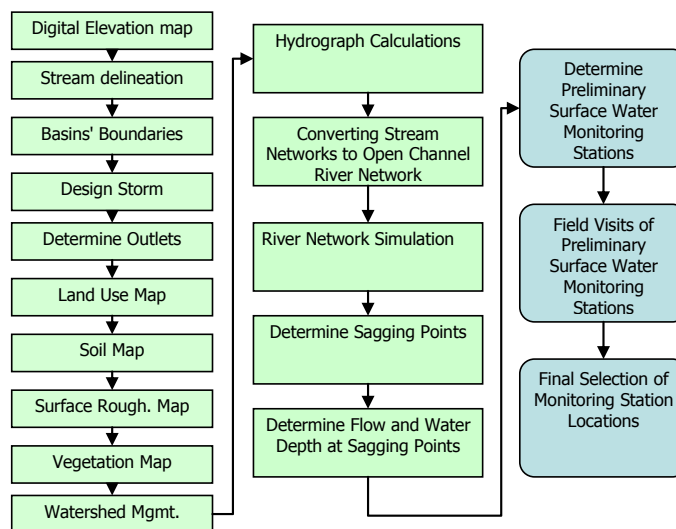 Digital Elevation map
Stream delineation
Basins' Boundaries
Design Storm
Determine Outlets
Land Use Map
Soil Map
Surface Rough. Map
Vegetation Map
Watershed Mgmt.
Hydrograph Calculations
Converting Stream
Networks to Open Channel
River Network
River Network Simulation
Determine Sagging Points
Determine Flow and Water
Depth at Sagging Points
Determine
Preliminary
Surface Water
Monitoring
Stations
Field Visits of
Preliminary
Surface Water
Monitoring
Stations
Final Selection of
Monitoring Station
Locations